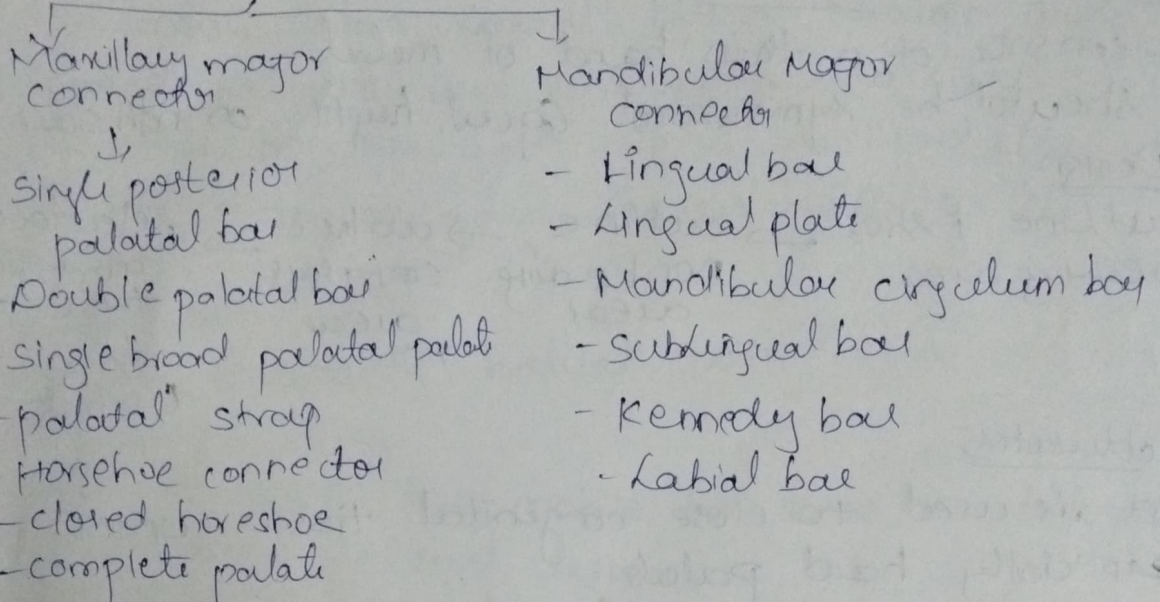 Maxillary major
connector
Single posterior
palatal bar
Double palatal bar
single broad palatal palat
- palatal strap
Horsehoe connector
- closed horeshoe
- complete palate
Mandibular Major
connector
- Lingual bar
- Lingual plate
- Mandibular cingulum bar
- Sublingual bar
- Kennedy bar
- Labial bar